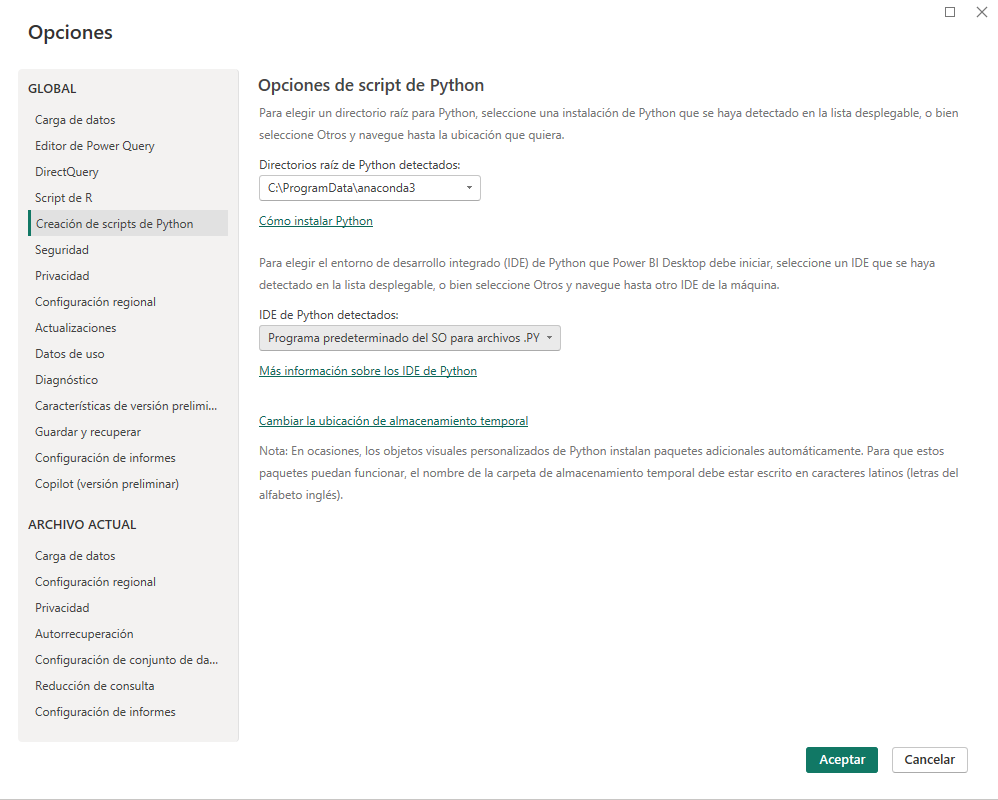 Opciones
GLOBAL
Carga de datos
Editor de Power Query
DirectQuery
Script de R
Creación de scripts de Python
Seguridad
Privacidad
Configuración regional
Actualizaciones
Datos de uso
Diagnóstico
Características de versión prelimi...
Guardar y recuperar
Configuración de informes
Copilot (versión preliminar)
ARCHIVO ACTUAL
Carga de datos
Configuración regional
Privacidad
Autorrecuperación
Configuración de conjunto de da...
Reducción de consulta
Configuración de informes
Opciones de script de Python
Para elegir un directorio raíz para Python, seleccione una instalación de Python que se haya detectado en la lista desplegable, o bien
seleccione Otros y navegue hasta la ubicación que quiera.
Directorios raíz de Python detectados:
C:\ProgramData\anaconda3
Cómo instalar Python
Para elegir el entorno de desarrollo integrado (IDE) de Python que Power BI Desktop debe iniciar, seleccione un IDE que se haya
detectado en la lista desplegable, o bien seleccione Otros y navegue hasta otro IDE de la máquina.
IDE de Python detectados:
Programa predeterminado del SO para archivos .PY
Más información sobre los IDE de Python
Cambiar la ubicación de almacenamiento temporal
Nota: En ocasiones, los objetos visuales personalizados de Python instalan paquetes adicionales automáticamente. Para que estos
paquetes puedan funcionar, el nombre de la carpeta de almacenamiento temporal debe estar escrito en caracteres latinos (letras del
alfabeto inglés).
Aceptar
Cancelar